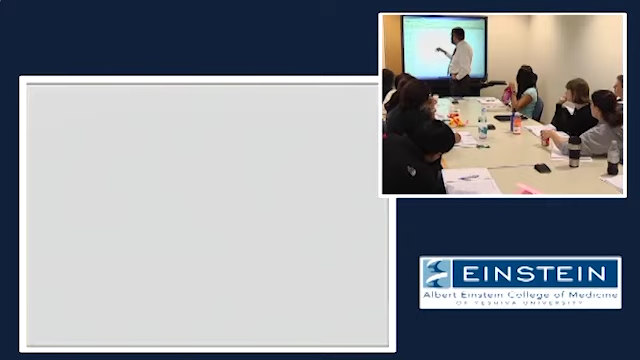 EINSTEIN
Albert Einstein College of Medicine
OF YESHIVA UNIVERSITY